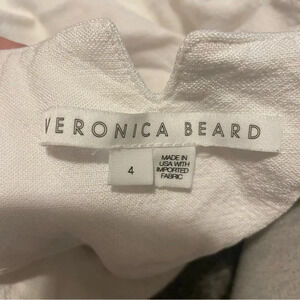 VERONICA BEARD
4
MADE IN
USA WITH
IMPORTED
FABRIC